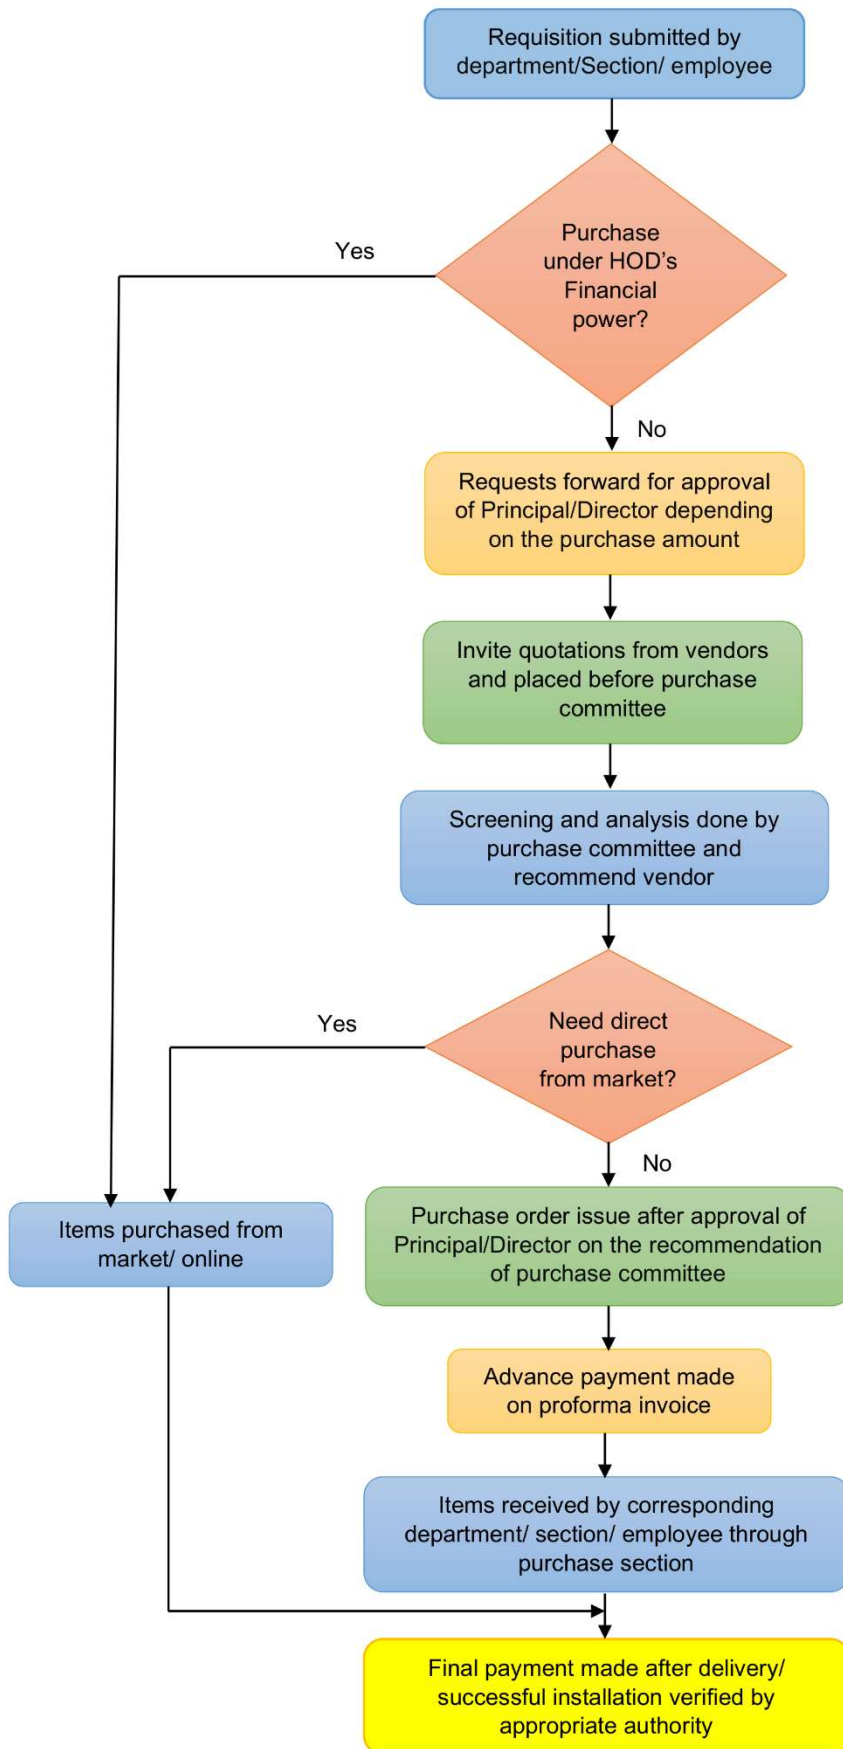 Requisition submitted by
department/Section/ employee
Purchase
under HOD’s
Financial
power?
Yes
No
Requests forward for approval
of Principal/Director depending
on the purchase amount
Invite quotations from vendors
and placed before purchase
committee
Screening and analysis done by
purchase committee and
recommend vendor
Need direct
purchase
from market?
Yes
No
Items purchased from
market/ online
Purchase order issue after approval of
Principal/Director on the recommendation
of purchase committee
Advance payment made
on proforma invoice
Items received by corresponding
department/ section/ employee through
purchase section
Final payment made after delivery/
successful installation verified by
appropriate authority